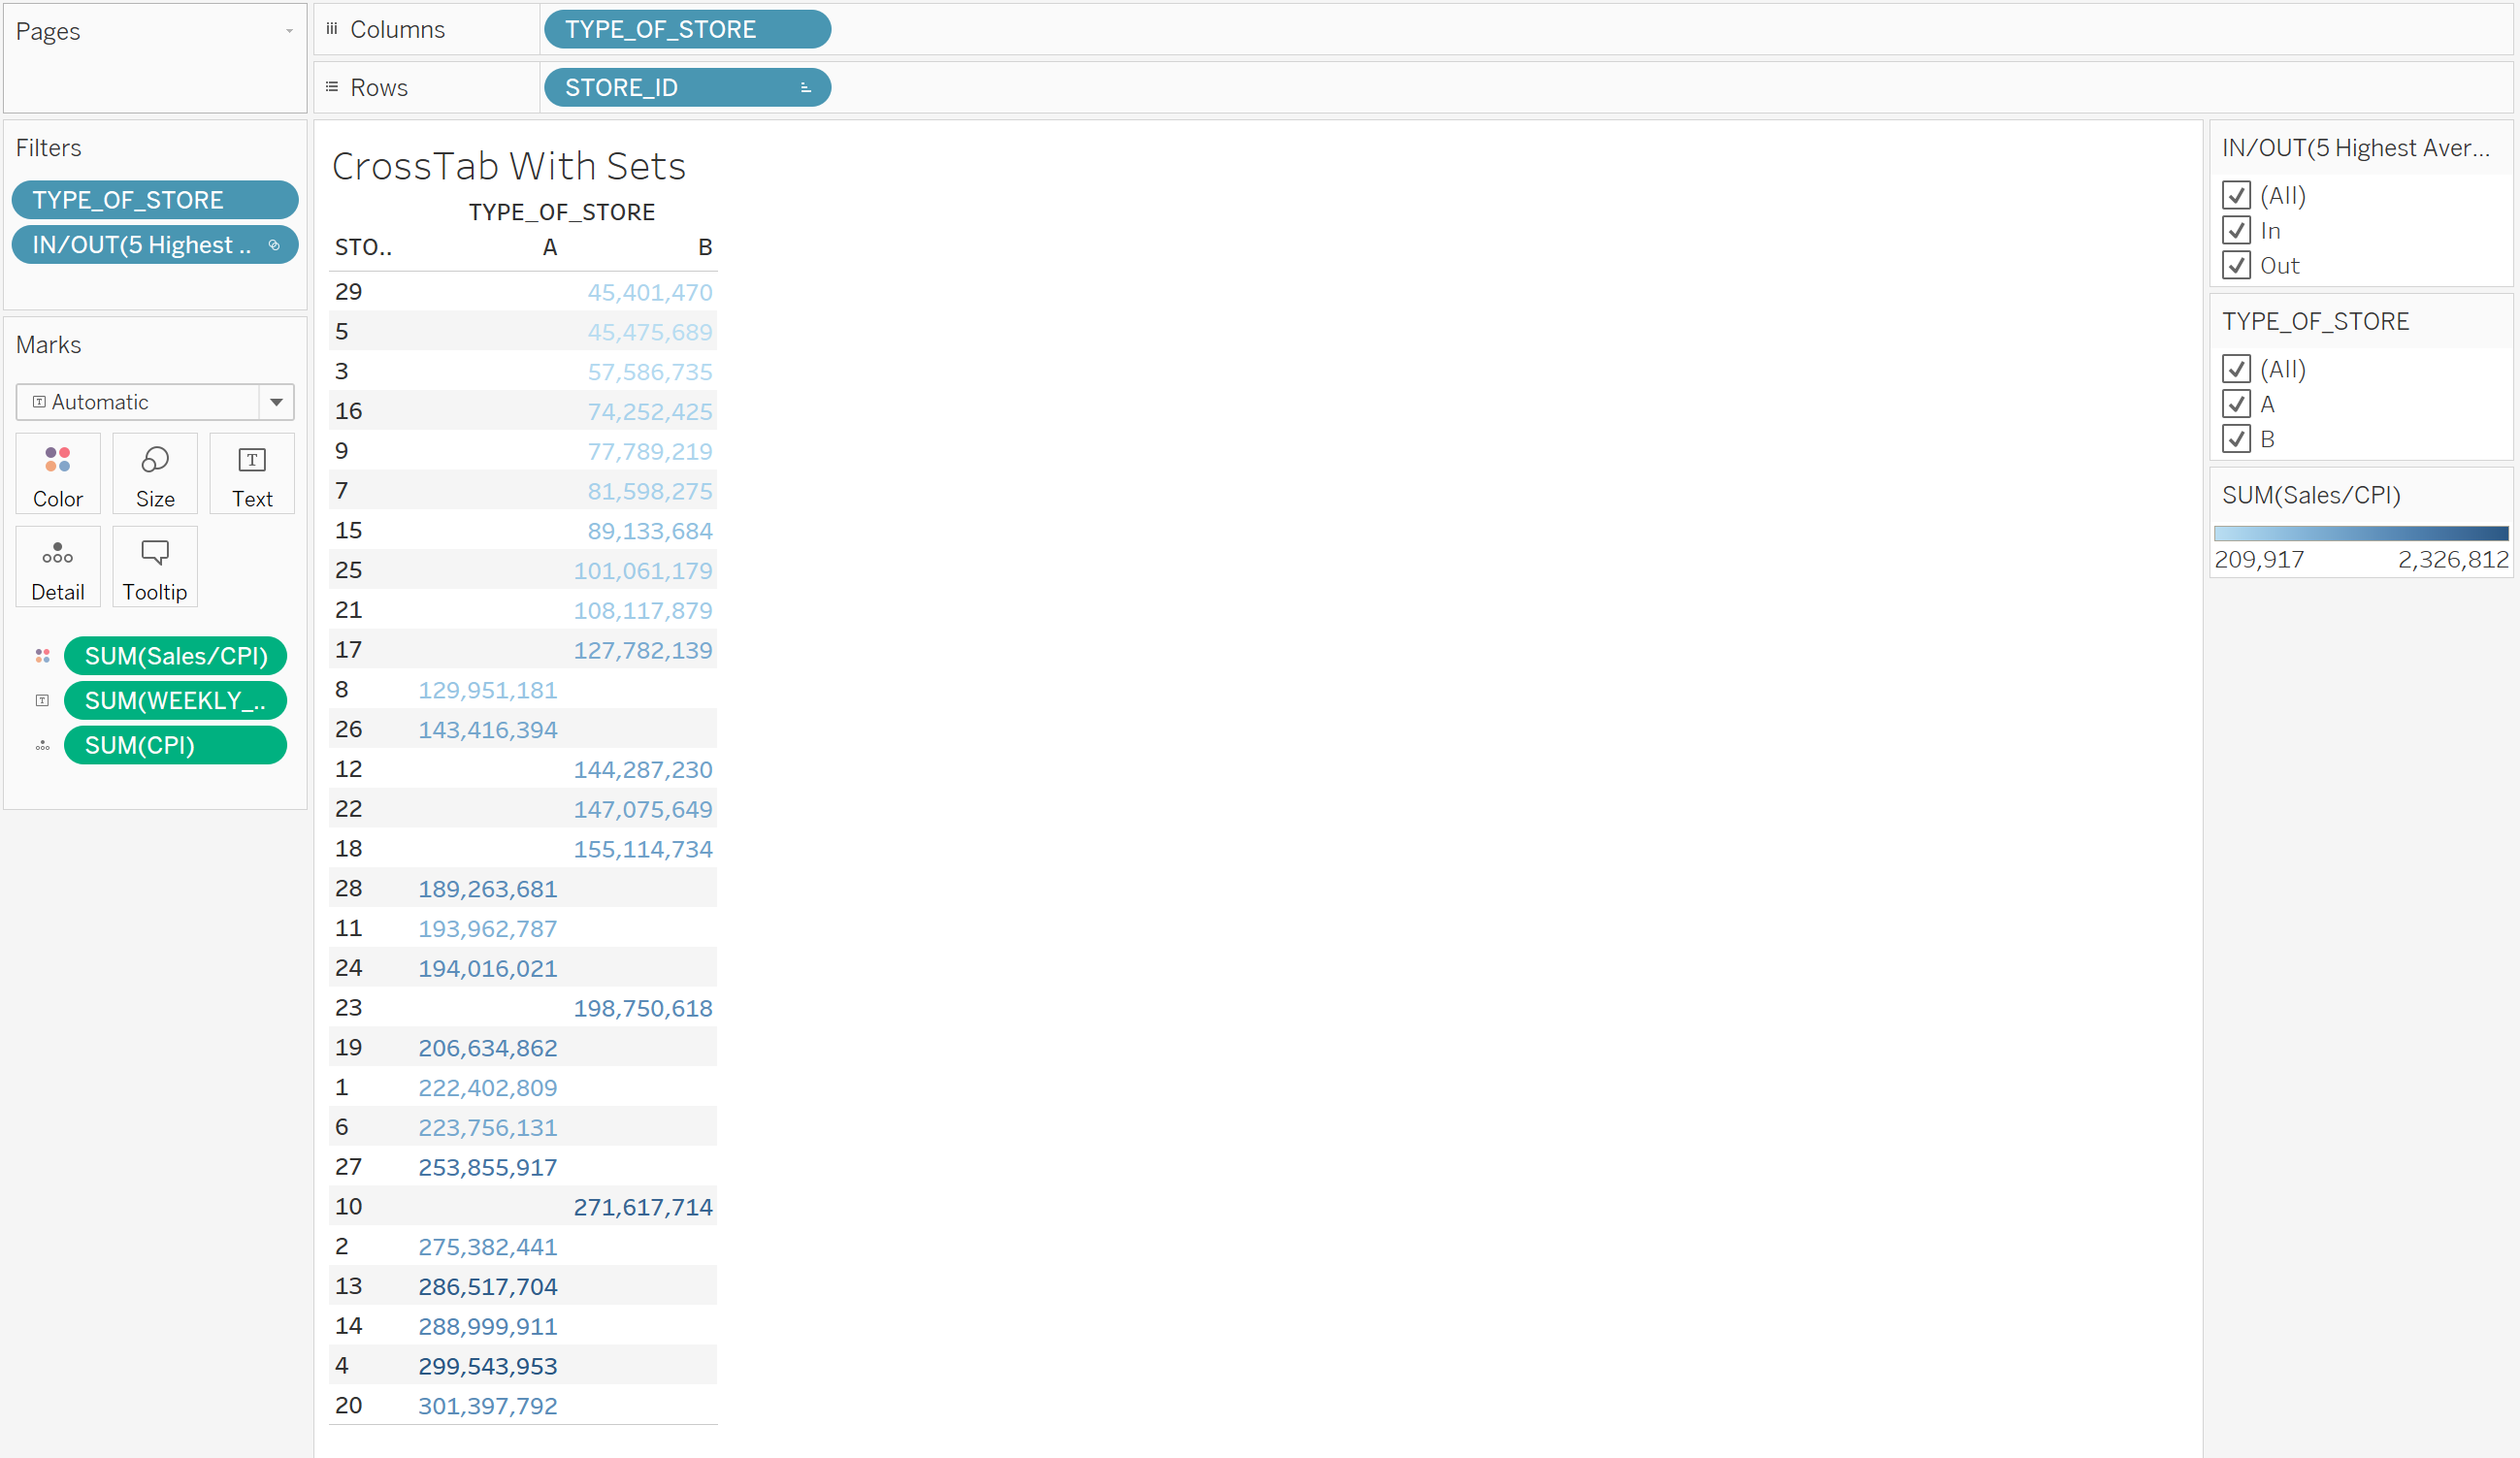 Pages
Columns TYPE_OF_STORE
Rows STORE_ID
Filters
TYPE_OF_STORE
IN/OUT(5 Highest ..
Marks
Automatic
Color Size Text
Detail Tooltip
SUM(Sales/CPI)
SUM(WEEKLY_..
SUM(CPI)
CrossTab With Sets
TYPE_OF_STORE
STO.. A B
29 45,401,470
5 45,475,689
3 57,586,735
16 74,252,425
9 77,789,219
7 81,598,275
15 89,133,684
25 101,061,179
21 108,117,879
17 127,782,139
8 129,951,181
26 143,416,394
12 144,287,230
22 147,075,649
18 155,114,734
28 189,263,681
11 193,962,787
24 194,016,021
23 198,750,618
19 206,634,862
1 222,402,809
6 223,756,131
27 253,855,917
10 271,617,714
2 275,382,441
13 286,517,704
14 288,999,911
4 299,543,953
20 301,397,792
IN/OUT(5 Highest Aver...
(All)
In
Out
TYPE_OF_STORE
(All)
A
B
SUM(Sales/CPI)
209,917 2,326,812